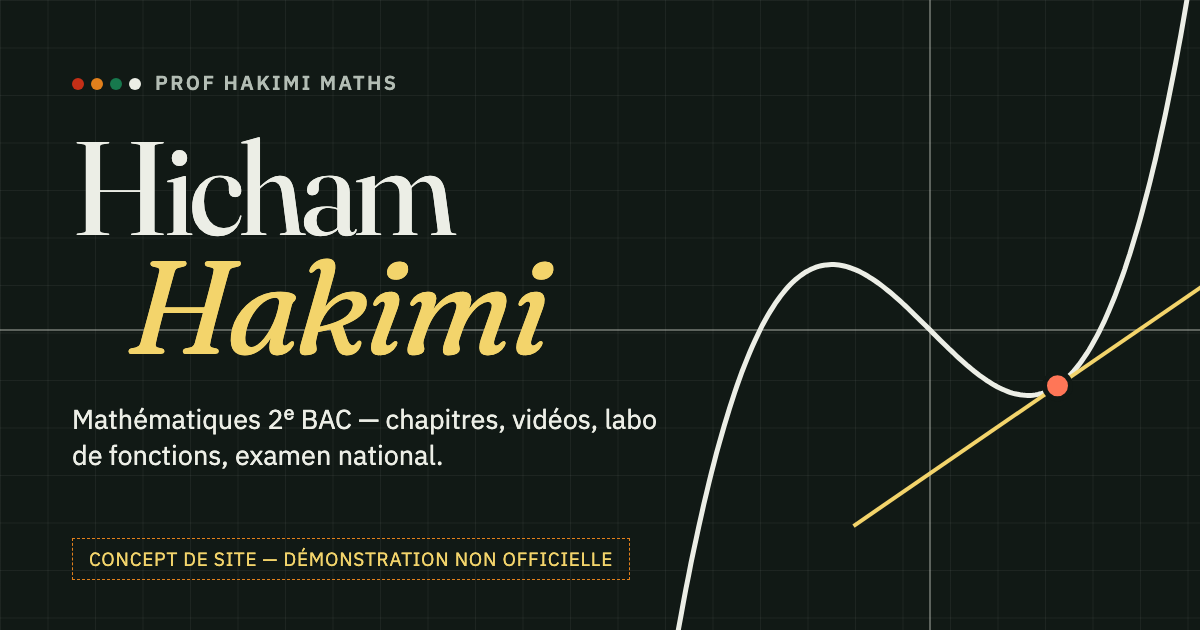 PROF HAKIMI MATHS
Hicham
Hakimi
Mathématiques 2ᵉ BAC — chapitres, vidéos, labo
de fonctions, examen national.
CONCEPT DE SITE — DÉMONSTRATION NON OFFICIELLE